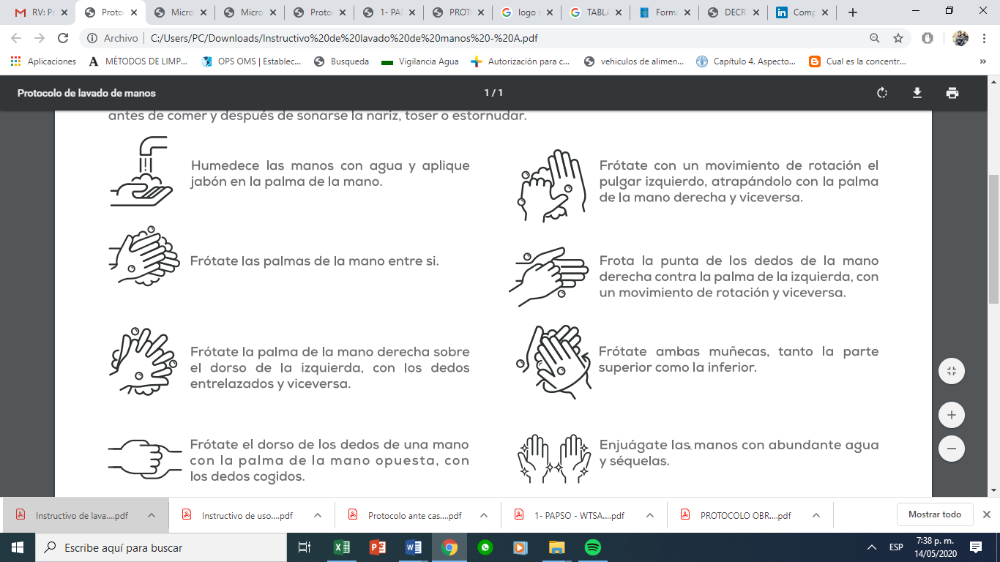 RV: Pr
Protoc
Micro
Micro
Protoc
1- PAP
PROTO
logo s
TABLA
Forma
DECR
Comp
Archivo
C:/Users/PC/Downloads/Instructivo%20de%20lavado%20de%20manos%20-%20A.pdf
Aplicaciones
MÉTODOS DE LIMP...
OPS OMS | Establec...
Busqueda
Vigilancia Agua
Autorización para c...
vehiculos de alimen...
Capítulo 4. Aspecto...
Cual es la concentr...
»
Protocolo de lavado de manos
1 / 1
antes de comer y después de sonarse la nariz, toser o estornudar.
Humedece las manos con agua y aplique
jabón en la palma de la mano.
Frótate las palmas de la mano entre si.
Frótate la palma de la mano derecha sobre
el dorso de la izquierda, con los dedos
entrelazados y viceversa.
Frótate el dorso de los dedos de una mano
con la palma de la mano opuesta, con
los dedos cogidos.
Frótate con un movimiento de rotación el
pulgar izquierdo, atrapándolo con la palma
de la mano derecha y viceversa.
Frota la punta de los dedos de la mano
derecha contra la palma de la izquierda, con
un movimiento de rotación y viceversa.
Frótate ambas muñecas, tanto la parte
superior como la inferior.
Enjuágate las manos con abundante agua
y séquelas.
Instructivo de lava....pdf
Instructivo de uso....pdf
Protocolo ante cas....pdf
1- PAPSO - WTSA....pdf
PROTOCOLO OBR....pdf
Mostrar todo
Escribe aquí para buscar
ESP
7:38 p. m.
14/05/2020